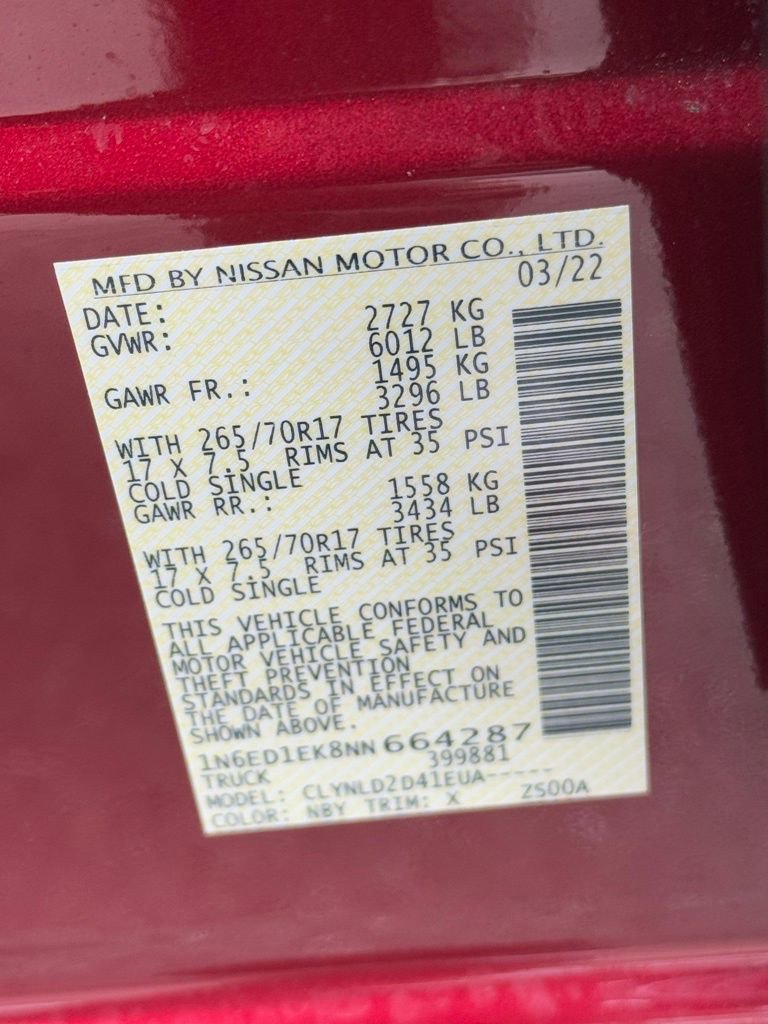 MFD BY NISSAN MOTOR CO., LTD.
DATE: 03/22
GVWR: 2727 KG
6012 LB
GAWR FR.: 1495 KG
3296 LB
WITH 265/70R17 TIRES
17 X 7.5 RIMS AT 35 PSI
COLD SINGLE
GAWR RR.: 1558 KG
3434 LB
WITH 265/70R17 TIRES
17 X 7.5 RIMS AT 35 PSI
COLD SINGLE
THIS VEHICLE CONFORMS TO
ALL APPLICABLE FEDERAL
MOTOR VEHICLE SAFETY AND
THEFT PREVENTION
STANDARDS IN EFFECT ON
THE DATE OF MANUFACTURE
SHOWN ABOVE.
1N6ED1EK8NN664287
TRUCK 399881
MODEL: CLYNLD2D41EUA-----
COLOR: NBY TRIM: X ZS00A